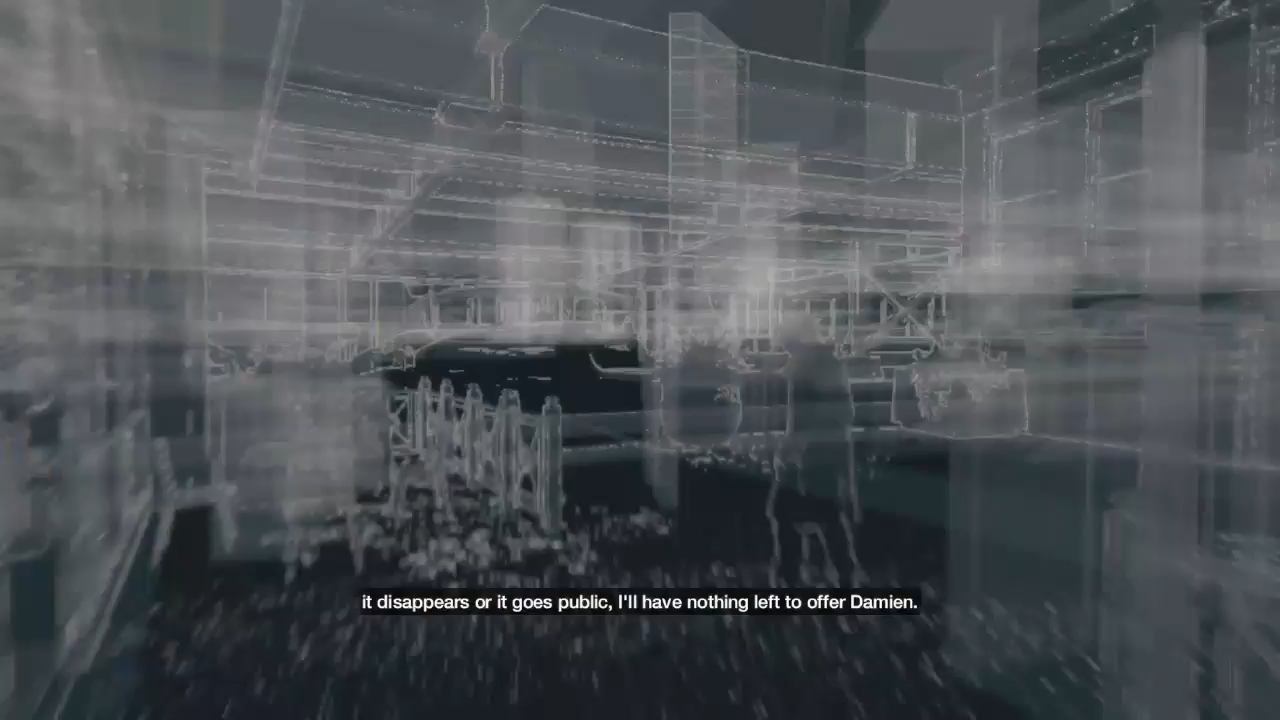 it disappears or it goes public, I'll have nothing left to offer Damien.